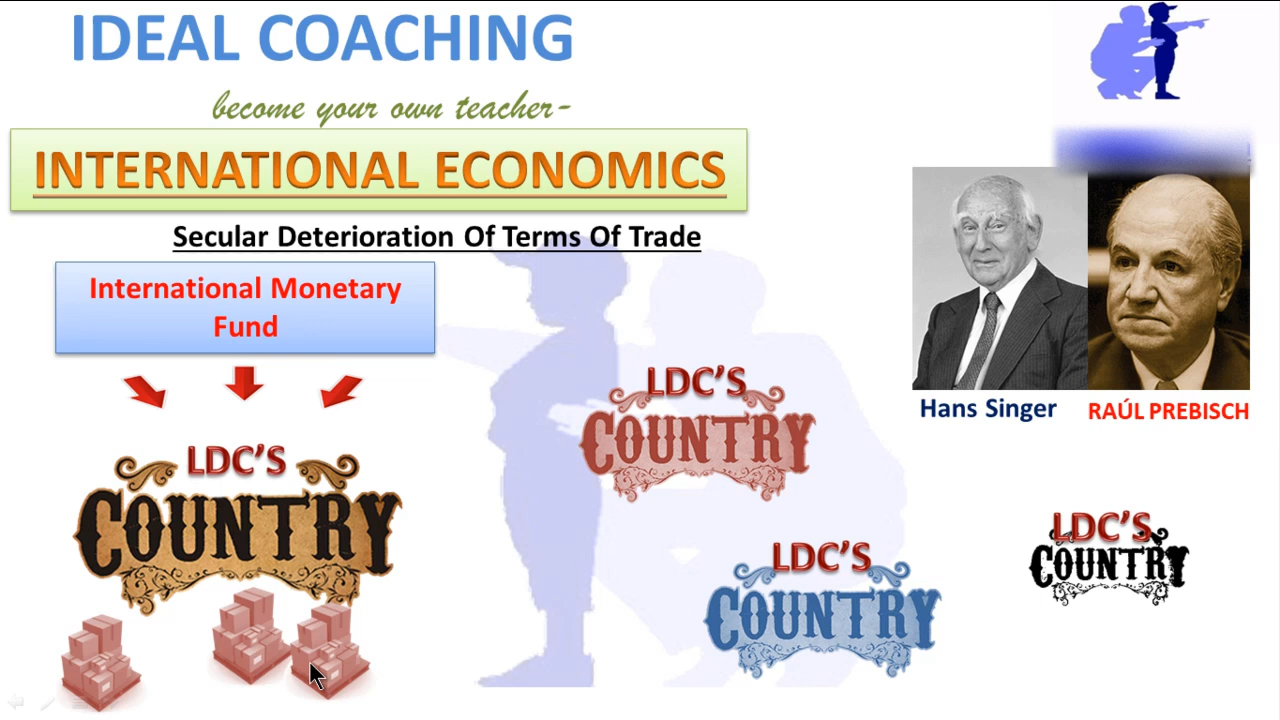 IDEAL COACHING
become your own teacher-
INTERNATIONAL ECONOMICS
Secular Deterioration Of Terms Of Trade
International Monetary
Fund
Hans Singer
RAÚL PREBISCH
LDC'S
COUNTRY
LDC'S
COUNTRY
LDC'S
COUNTRY
LDC'S
COUNTRY